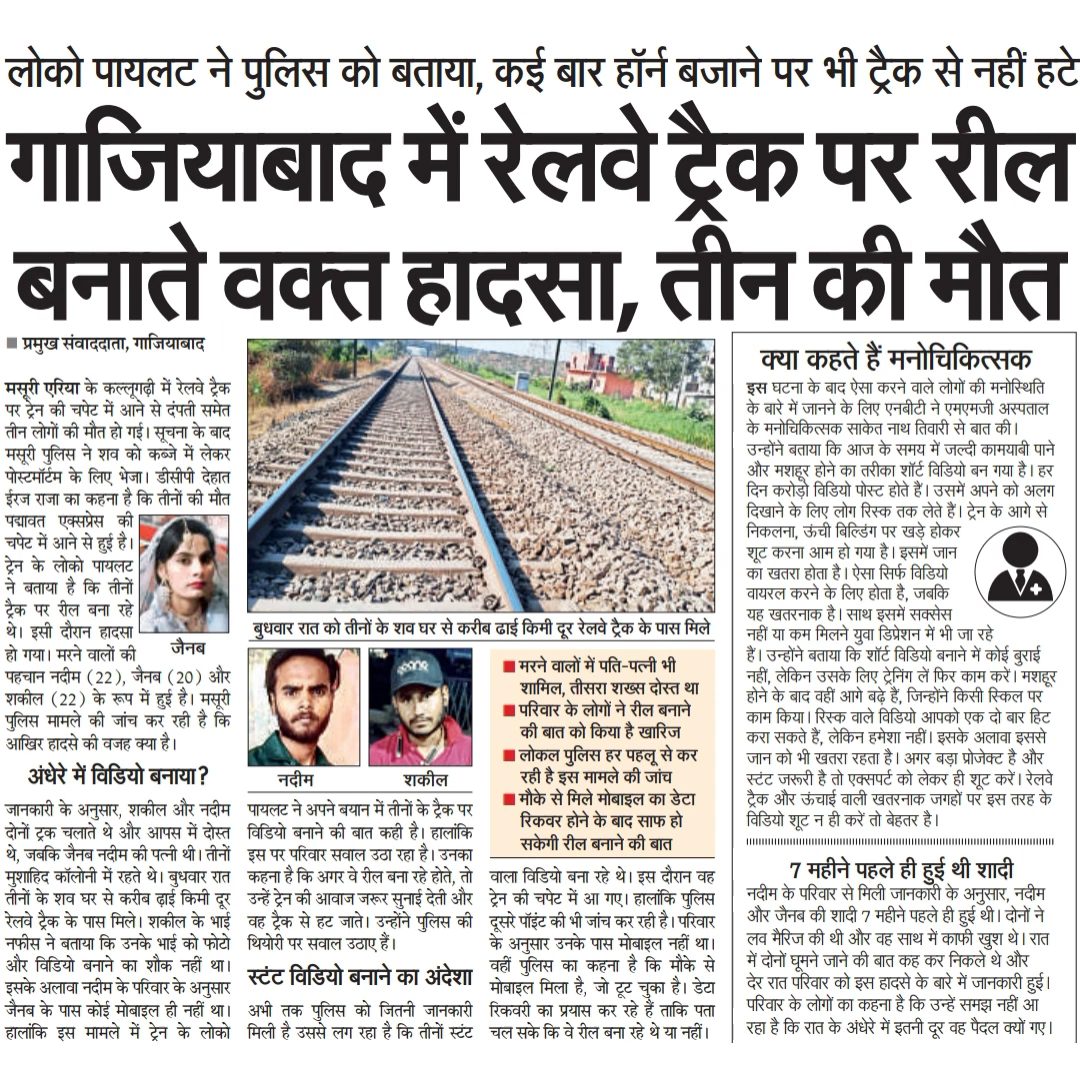 लोको पायलट ने पुलिस को बताया, कई बार हॉर्न बजाने पर भी ट्रैक से नहीं हटे
गाजियाबाद में रेलवे ट्रैक पर रील
बनाते वक्त हादसा, तीन की मौत
प्रमुख संवाददाता, गाजियाबाद
मसूरी एरिया के कल्लूगढ़ी में रेलवे ट्रैक
पर ट्रेन की चपेट में आने से दंपती समेत
तीन लोगों की मौत हो गई। सूचना के बाद
मसूरी पुलिस ने शव को कब्जे में लेकर
पोस्टमॉर्टम के लिए भेजा। डीसीपी देहात
ईरज राजा का कहना है कि तीनों की मौत
पद्मावत एक्सप्रेस की
चपेट में आने से हुई है।
ट्रेन के लोको पायलट
ने बताया है कि तीनों
ट्रैक पर रील बना रहे
थे। इसी दौरान हादसा
हो गया। मरने वालों की
पहचान नदीम (22), जैनब (20) और
शकील (22) के रूप में हुई है। मसूरी
पुलिस मामले की जांच कर रही है कि
आखिर हादसे की वजह क्या है।
जैनब
अंधेरे में विडियो बनाया?
जानकारी के अनुसार, शकील और नदीम
दोनों ट्रक चलाते थे और आपस में दोस्त
थे, जबकि जैनब नदीम की पत्नी थी। तीनों
मुशाहिद कॉलोनी में रहते थे। बुधवार रात
तीनों के शव घर से करीब ढाई किमी दूर
रेलवे ट्रैक के पास मिले। शकील के भाई
नफीस ने बताया कि उनके भाई को फोटो
और विडियो बनाने का शौक नहीं था।
इसके अलावा नदीम के परिवार के अनुसार
जैनब के पास कोई मोबाइल ही नहीं था।
हालांकि इस मामले में ट्रेन के लोको
बुधवार रात को तीनों के शव घर से करीब ढाई किमी दूर रेलवे ट्रैक के पास मिले
नदीम
शकील
पायलट ने अपने बयान में तीनों के ट्रैक पर
विडियो बनाने की बात कही है। हालांकि
इस पर परिवार सवाल उठा रहा है। उनका
कहना है कि अगर वे रील बना रहे होते, तो
उन्हें ट्रेन की आवाज जरूर सुनाई देती और
वह ट्रैक से हट जाते। उन्होंने पुलिस की
थियोरी पर सवाल उठाए हैं।
स्टंट विडियो बनाने का अंदेशा
अभी तक पुलिस को जितनी जानकारी
मिली है उससे लग रहा है कि तीनों स्टंट
मरने वालों में पति-पत्नी भी
शामिल, तीसरा शख्स दोस्त था
परिवार के लोगों ने रील बनाने
की बात को किया है खारिज
लोकल पुलिस हर पहलू से कर
रही है इस मामले की जांच
मौके से मिले मोबाइल का डेटा
रिकवर होने के बाद साफ हो
सकेगी रील बनाने की बात
वाला विडियो बना रहे थे। इस दौरान वह
ट्रेन की चपेट में आ गए। हालांकि पुलिस
दूसरे पॉइंट की भी जांच कर रही है। परिवार
के अनुसार उनके पास मोबाइल नहीं था।
वहीं पुलिस का कहना है कि मौके से
मोबाइल मिला है, जो टूट चुका है। डेटा
रिकवरी का प्रयास कर रहे हैं ताकि पता
चल सके कि वे रील बना रहे थे या नहीं।
क्या कहते हैं मनोचिकित्सक
इस घटना के बाद ऐसा करने वाले लोगों की मनोस्थिति
के बारे में जानने के लिए एनबीटी ने एमएमजी अस्पताल
के मनोचिकित्सक साकेत नाथ तिवारी से बात की।
उन्होंने बताया कि आज के समय में जल्दी कामयाबी पाने
और मशहूर होने का तरीका शॉर्ट विडियो बन गया है। हर
दिन करोड़ो विडियो पोस्ट होते हैं। उसमें अपने को अलग
दिखाने के लिए लोग रिस्क तक लेते हैं। ट्रेन के आगे से
निकलना, ऊंची बिल्डिंग पर खड़े होकर
शूट करना आम हो गया है। इसमें जान
का खतरा होता है। ऐसा सिर्फ विडियो
वायरल करने के लिए होता है, जबकि
यह खतरनाक है। साथ इसमें सक्सेस
नहीं या कम मिलने युवा डिप्रेशन में भी जा रहे
हैं। उन्होंने बताया कि शॉर्ट विडियो बनाने में कोई बुराई
नहीं, लेकिन उसके लिए ट्रेनिंग लें फिर काम करें। मशहूर
होने के बाद वहीं आगे बढ़े हैं, जिन्होंने किसी स्किल पर
काम किया। रिस्क वाले विडियो आपको एक दो बार हिट
करा सकते हैं, लेकिन हमेशा नहीं। इसके अलावा इससे
जान को भी खतरा रहता है। अगर बड़ा प्रोजेक्ट है और
स्टंट जरूरी है तो एक्सपर्ट को लेकर ही शूट करें। रेलवे
ट्रैक और ऊंचाई वाली खतरनाक जगहों पर इस तरह के
विडियो शूट न ही करें तो बेहतर है।
7 महीने पहले ही हुई थी शादी
नदीम के परिवार से मिली जानकारी के अनुसार, नदीम
और जैनब की शादी 7 महीने पहले ही हुई थी। दोनों ने
लव मैरिज की थी और वह साथ में काफी खुश थे। रात
में दोनों घूमने जाने की बात कह कर निकले थे और
देर रात परिवार को इस हादसे के बारे में जानकारी हुई।
परिवार के लोगों का कहना है कि उन्हें समझ नहीं आ
रहा है कि रात के अंधेरे में इतनी दूर वह पैदल क्यों गए।